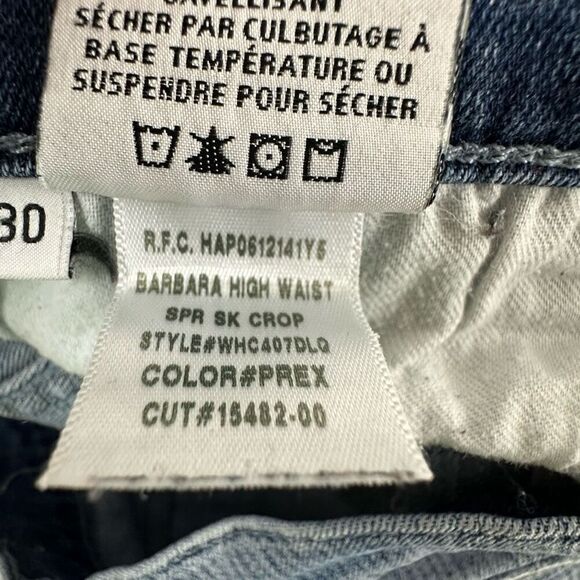 SÉCHER PAR CULBUTAGE À
BASE TEMPÉRATURE OU
SUSPENDRE POUR SÉCHER
30
R.F.C. HAP0612141Y5
BARBARA HIGH WAIST
SPR SK CROP
STYLE#WHC407DLQ
COLOR#PREX
CUT#15482-00